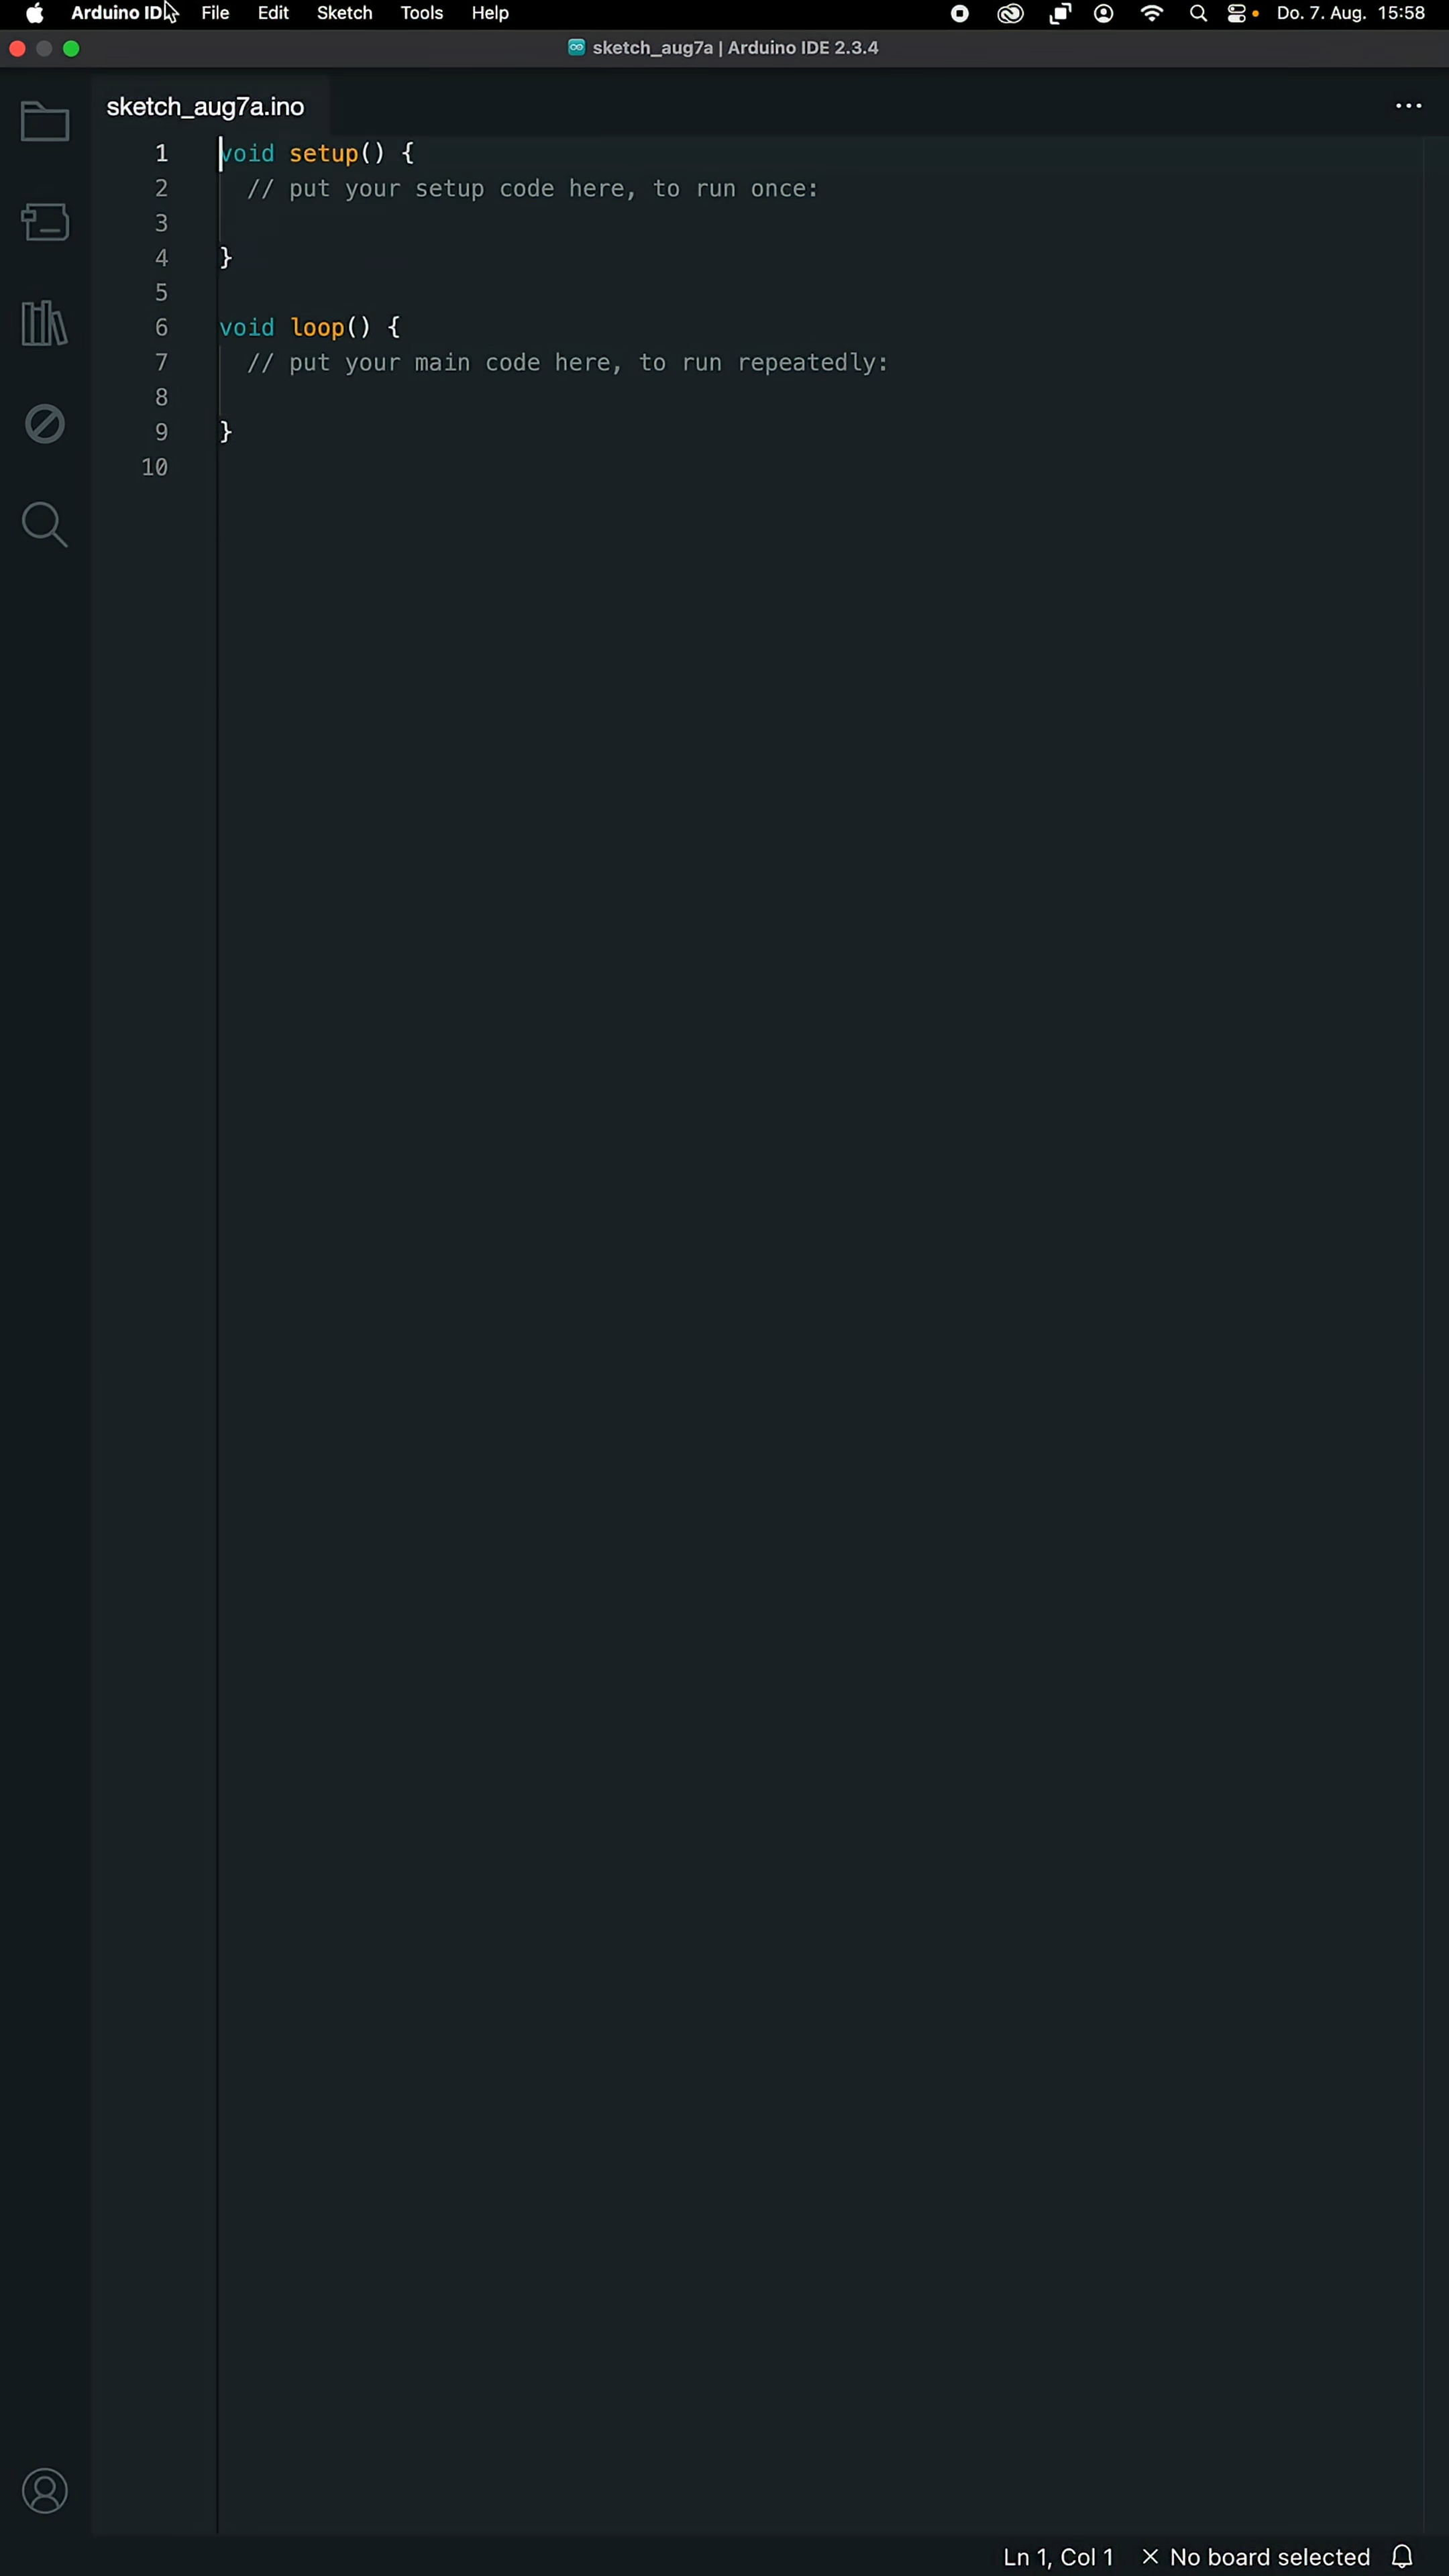 Arduino IDE File Edit Sketch Tools Help Do. 7. Aug. 15:58
sketch_aug7a | Arduino IDE 2.3.4
sketch_aug7a.ino
1 void setup() {
2 // put your setup code here, to run once:
3
4 }
5
6 void loop() {
7 // put your main code here, to run repeatedly:
8
9 }
10
Ln 1, Col 1 × No board selected